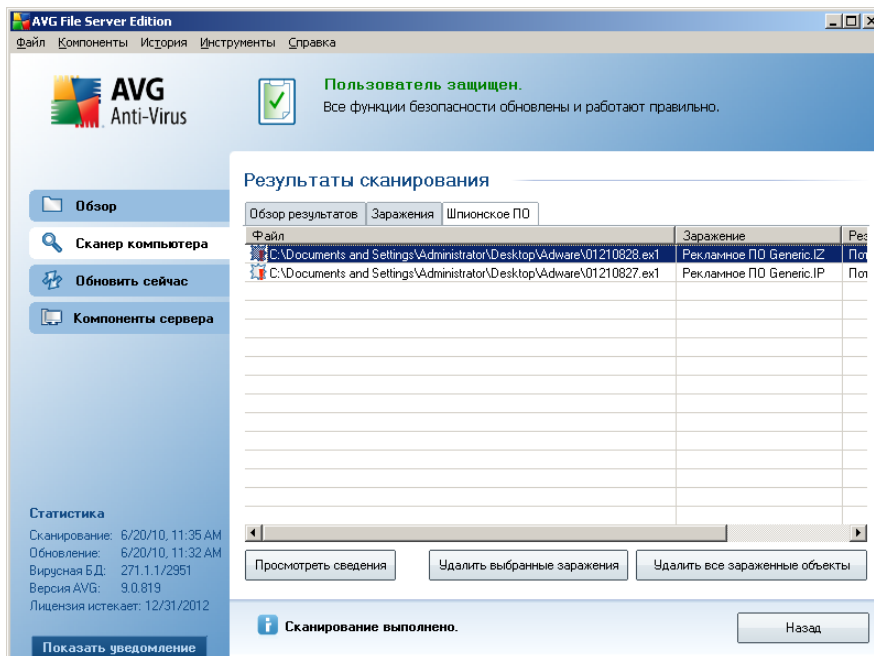 AVG File Server Edition
Файл Компоненты История Инструменты Справка
AVG
Anti-Virus
Пользователь защищен.
Все функции безопасности обновлены и работают правильно.
Обзор
Сканер компьютера
Обновить сейчас
Компоненты сервера
Результаты сканирования
Обзор результатов Заражения Шпионское ПО
Файл Заражение Рез
C:\Documents and Settings\Administrator\Desktop\Adware\01210828.ex1 Рекламное ПО Generic.IZ Пот
C:\Documents and Settings\Administrator\Desktop\Adware\01210827.ex1 Рекламное ПО Generic.IP Пот
Просмотреть сведения Удалить выбранные заражения Удалить все зараженные объекты
Статистика
Сканирование: 6/20/10, 11:35 AM
Обновление: 6/20/10, 11:32 AM
Вирусная БД: 271.1.1/2951
Версия AVG: 9.0.819
Лицензия истекает: 12/31/2012
Показать уведомление
Сканирование выполнено.
Назад